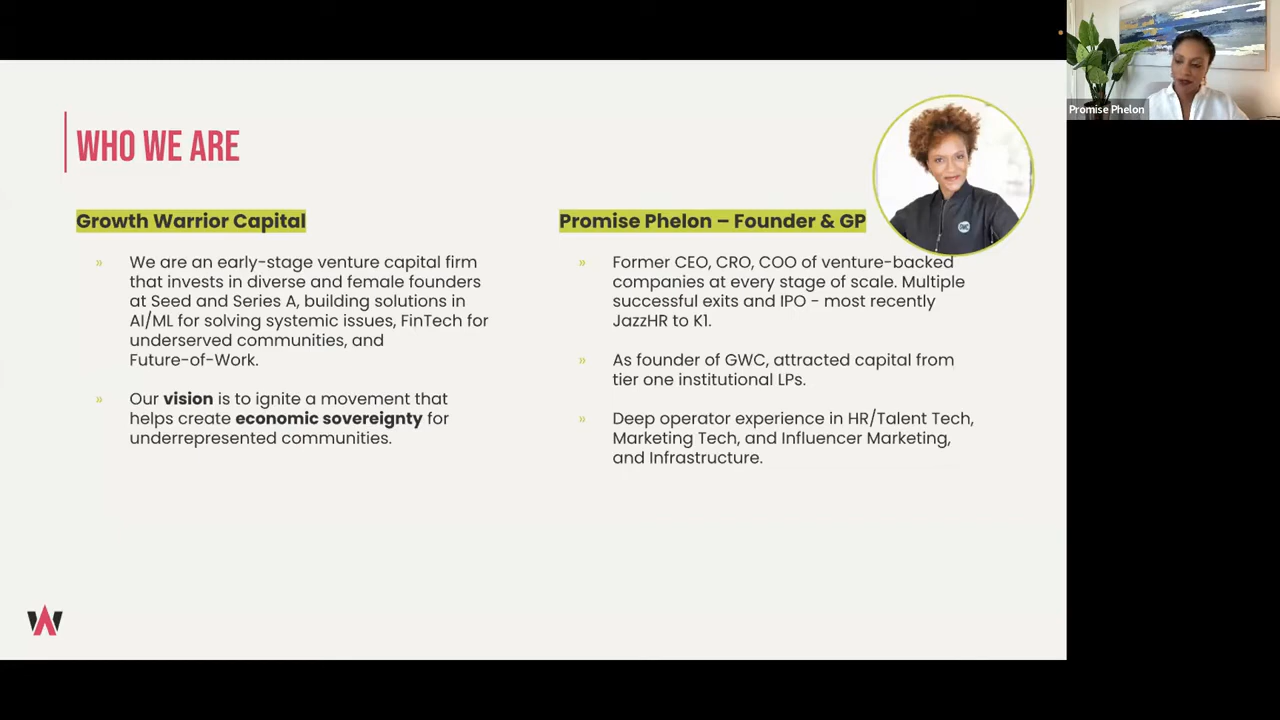 WHO WE ARE
Growth Warrior Capital
» We are an early-stage venture capital firm
that invests in diverse and female founders
at Seed and Series A, building solutions in
AI/ML for solving systemic issues, FinTech for
underserved communities, and
Future-of-Work.
» Our vision is to ignite a movement that
helps create economic sovereignty for
underrepresented communities.
Promise Phelon – Founder & GP
» Former CEO, CRO, COO of venture-backed
companies at every stage of scale. Multiple
successful exits and IPO - most recently
JazzHR to K1.
» As founder of GWC, attracted capital from
tier one institutional LPs.
» Deep operator experience in HR/Talent Tech,
Marketing Tech, and Influencer Marketing,
and Infrastructure.
GWC
Promise Phelon